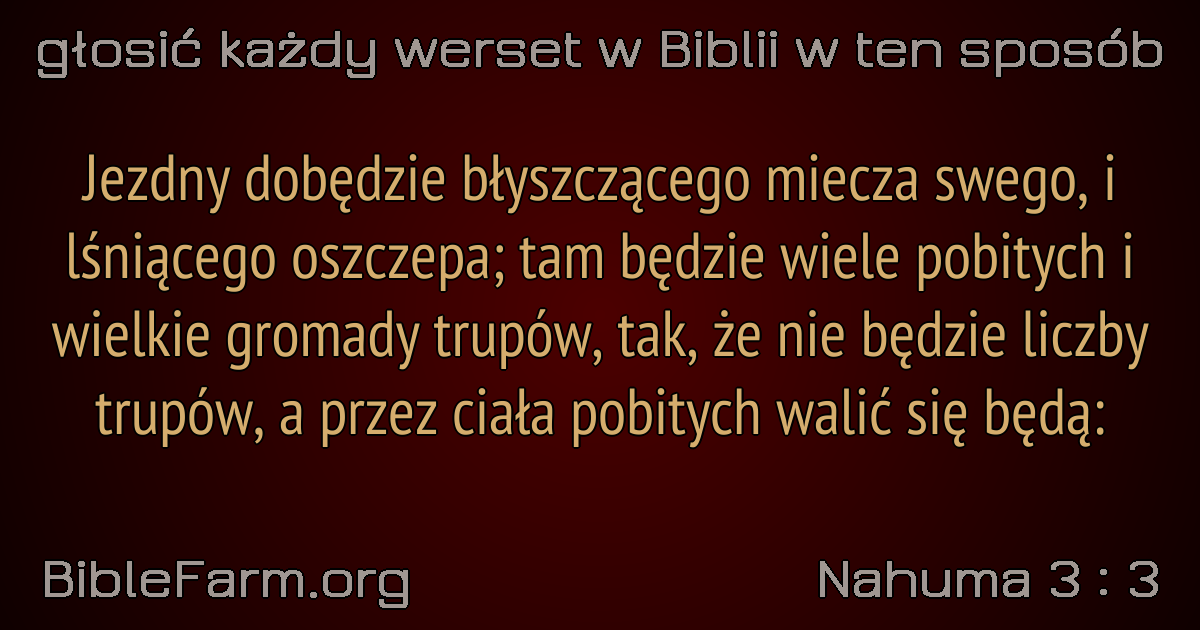 głosić każdy werset w Biblii w ten sposób
Jezdny dobędzie błyszczącego miecza swego, i
lśniącego oszczepa; tam będzie wiele pobitych i
wielkie gromady trupów, tak, że nie będzie liczby
trupów, a przez ciała pobitych walić się będą:
BibleFarm.org
Nahuma 3 : 3